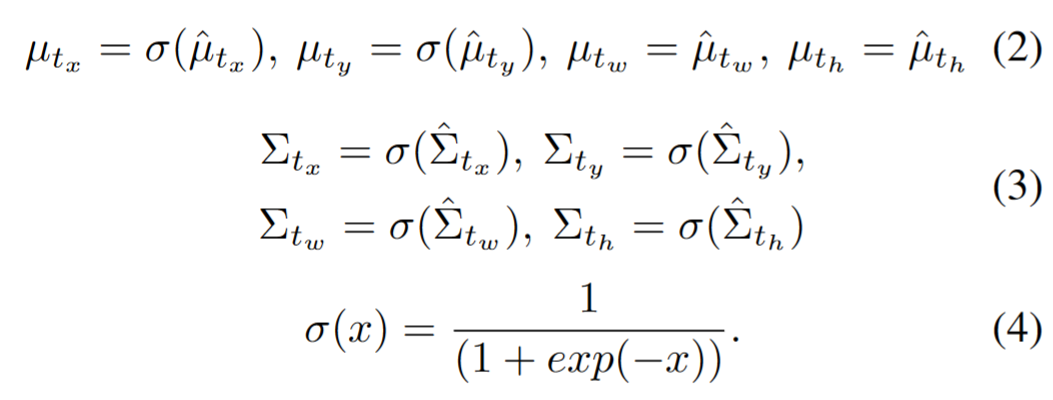 μ_{t_x} = σ(μ̂_{t_x}), μ_{t_y} = σ(μ̂_{t_y}), μ_{t_w} = μ̂_{t_w}, μ_{t_h} = μ̂_{t_h} (2)
Σ_{t_x} = σ(Σ̂_{t_x}), Σ_{t_y} = σ(Σ̂_{t_y}),
Σ_{t_w} = σ(Σ̂_{t_w}), Σ_{t_h} = σ(Σ̂_{t_h}) (3)
σ(x) = \frac{1}{(1 + exp(−x))}. (4)